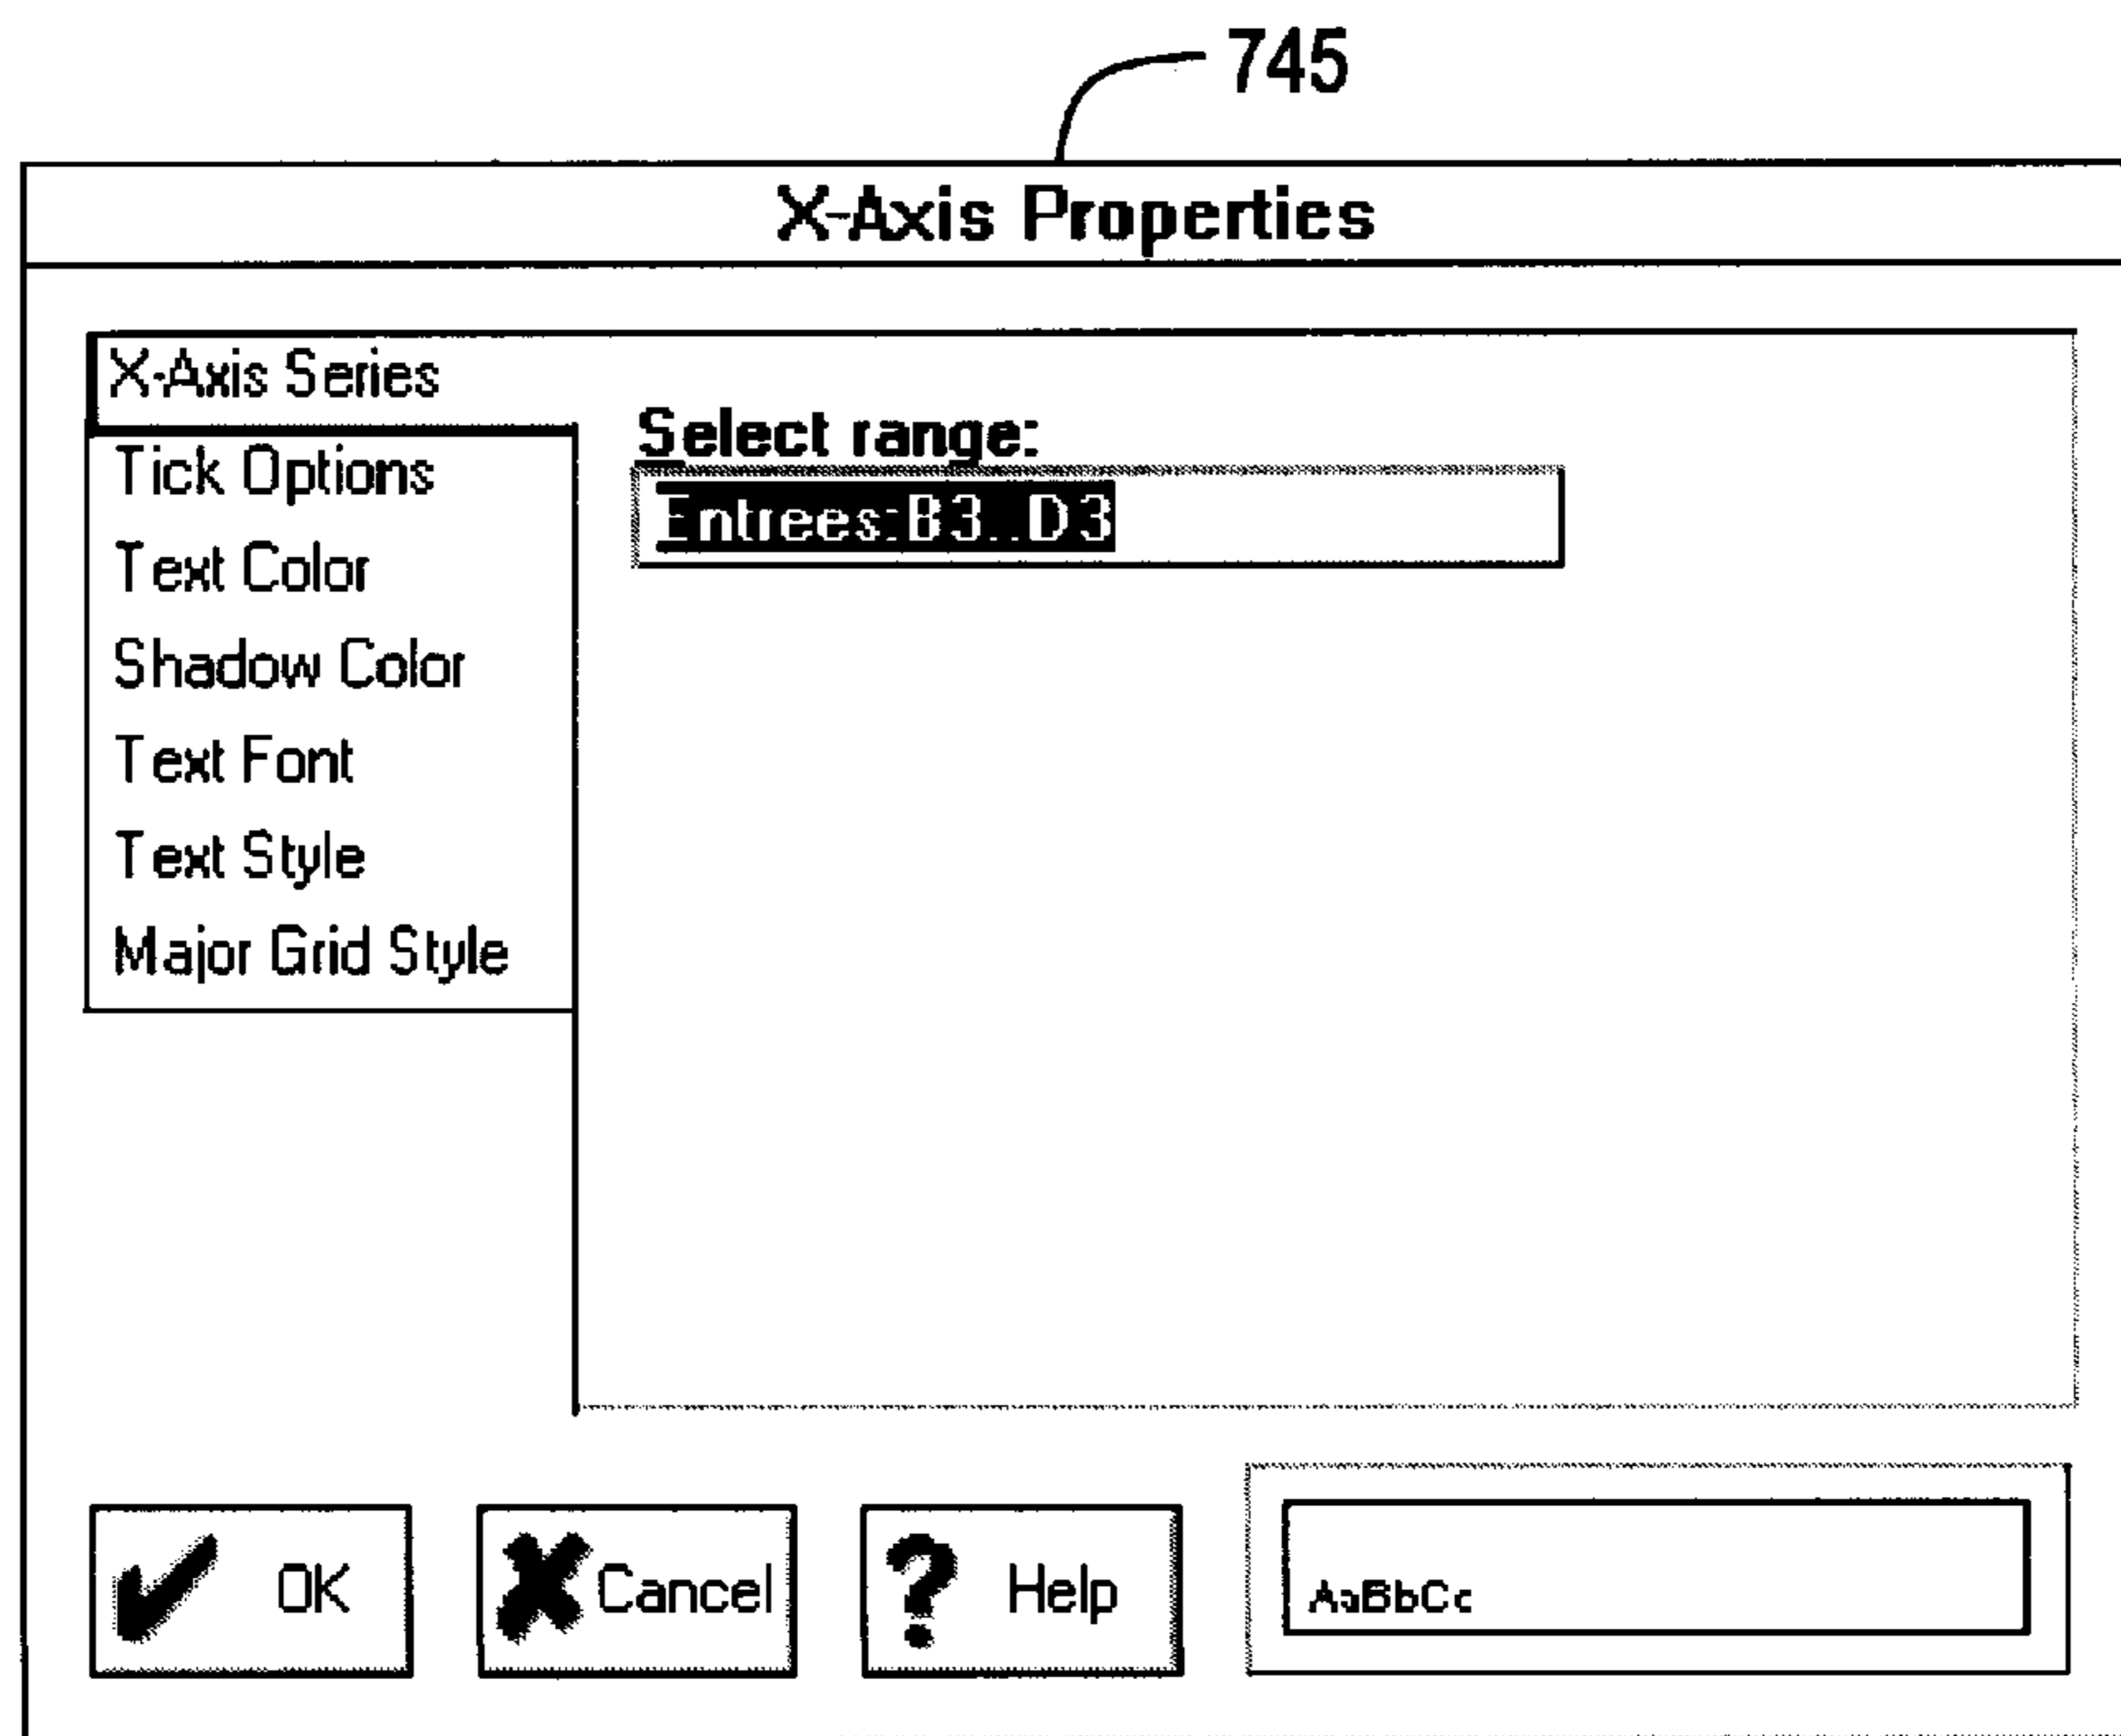 745
X-Axis Properties
X-Axis Series
Select range:
Tick Options
Entrees:B3..D3
Text Color
Shadow Color
Text Font
Text Style
Major Grid Style
OK
Cancel
? Help
AaBbCc